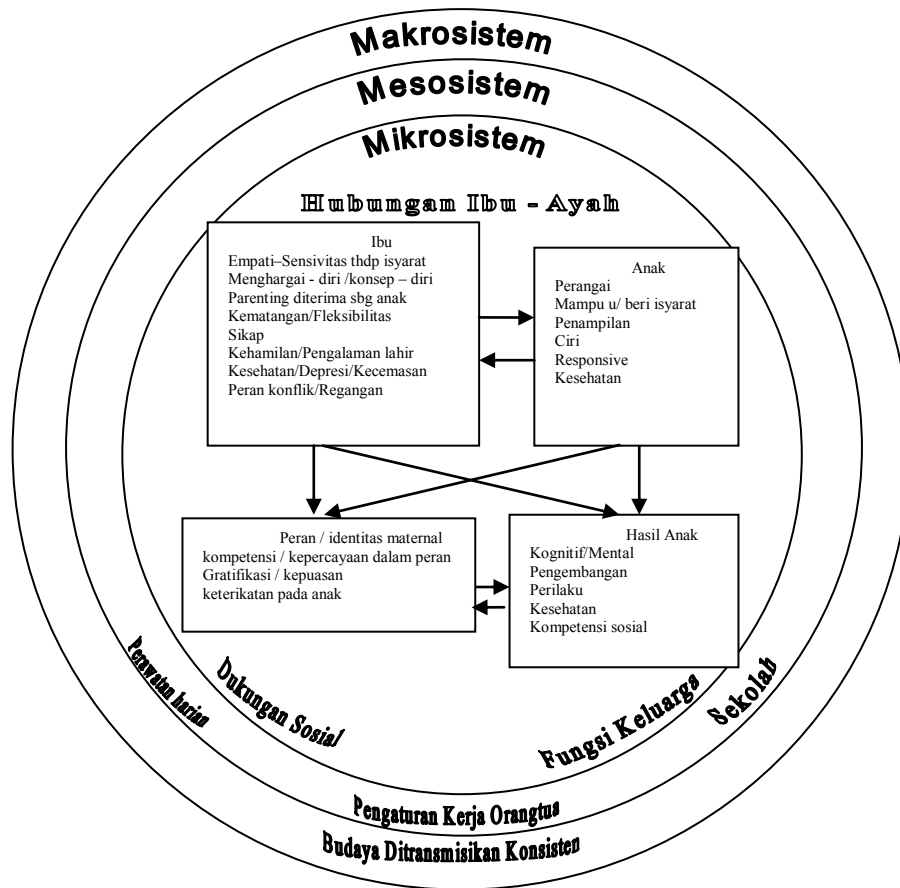 Makrosistem
Mesosistem
Mikrosistem
Hubungan Ibu - Ayah
Ibu
Empati–Sensivitas thdp isyarat
Menghargai - diri /konsep – diri
Parenting diterima sbg anak
Kematangan/Fleksibilitas
Sikap
Kehamilan/Pengalaman lahir
Kesehatan/Depresi/Kecemasan
Peran konflik/Regangan
Anak
Perangai
Mampu u/ beri isyarat
Penampilan
Ciri
Responsive
Kesehatan
Peran / identitas maternal
kompetensi / kepercayaan dalam peran
Gratifikasi / kepuasan
keterikatan pada anak
Hasil Anak
Kognitif/Mental
Pengembangan
Perilaku
Kesehatan
Kompetensi sosial
Perawatan harian
Dukungan Sosial
Fungsi Keluarga
Sekolah
Pengaturan Kerja Orangtua
Budaya Ditransmisikan Konsisten